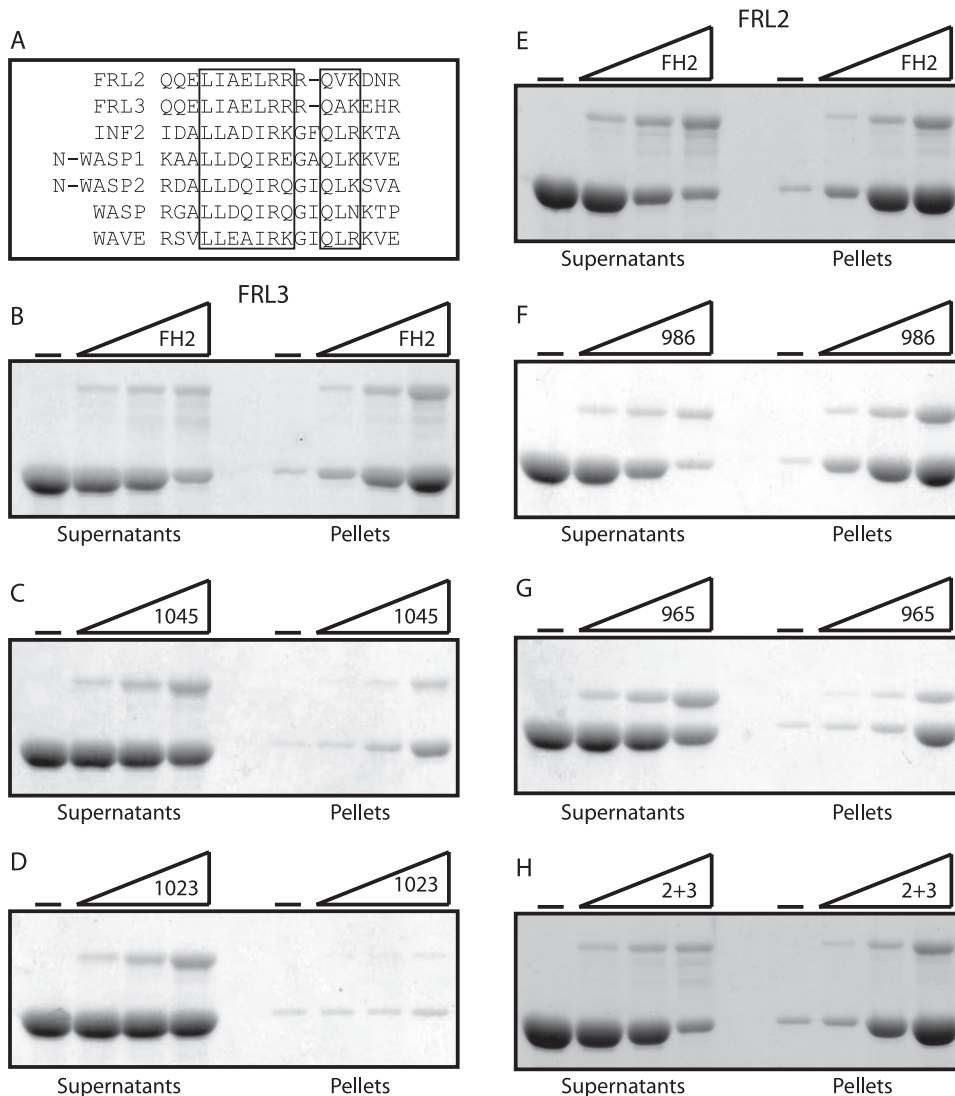 A
FRL2 QQELIAELRRR-QVKDNR
FRL3 QQELIAELRRR-QAKEHR
INF2 IDALLADIRKGFQLRKTA
N-WASP1 KAALLDQIREGAQLKKVE
N-WASP2 RDALLDQIRQGIQLKSVA
WASP RGALLDQIRQGIQLNKTP
WAVE RSVLLEAIRKGIQLRKVE
FRL3
B
FH2 FH2
Supernatants Pellets
C
1045 1045
Supernatants Pellets
D
1023 1023
Supernatants Pellets
FRL2
E
FH2 FH2
Supernatants Pellets
F
986 986
Supernatants Pellets
G
965 965
Supernatants Pellets
H
2+3 2+3
Supernatants Pellets